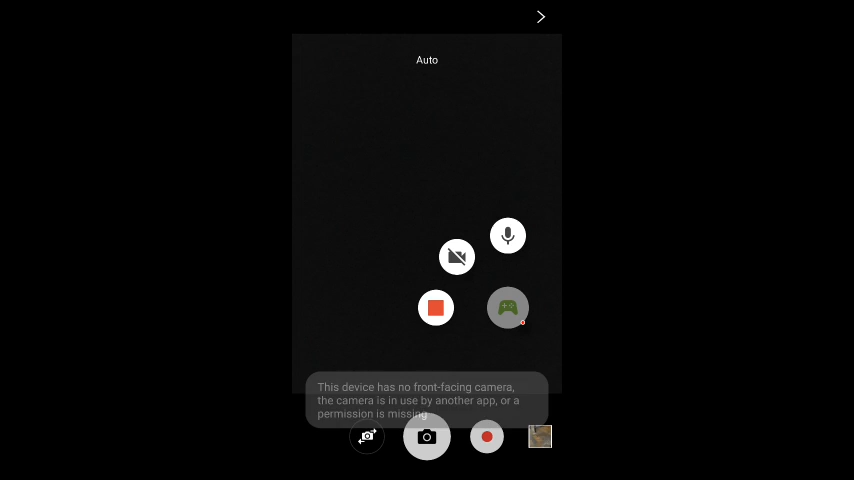 Auto
This device has no front-facing camera,
the camera is in use by another app, or a
permission is missing